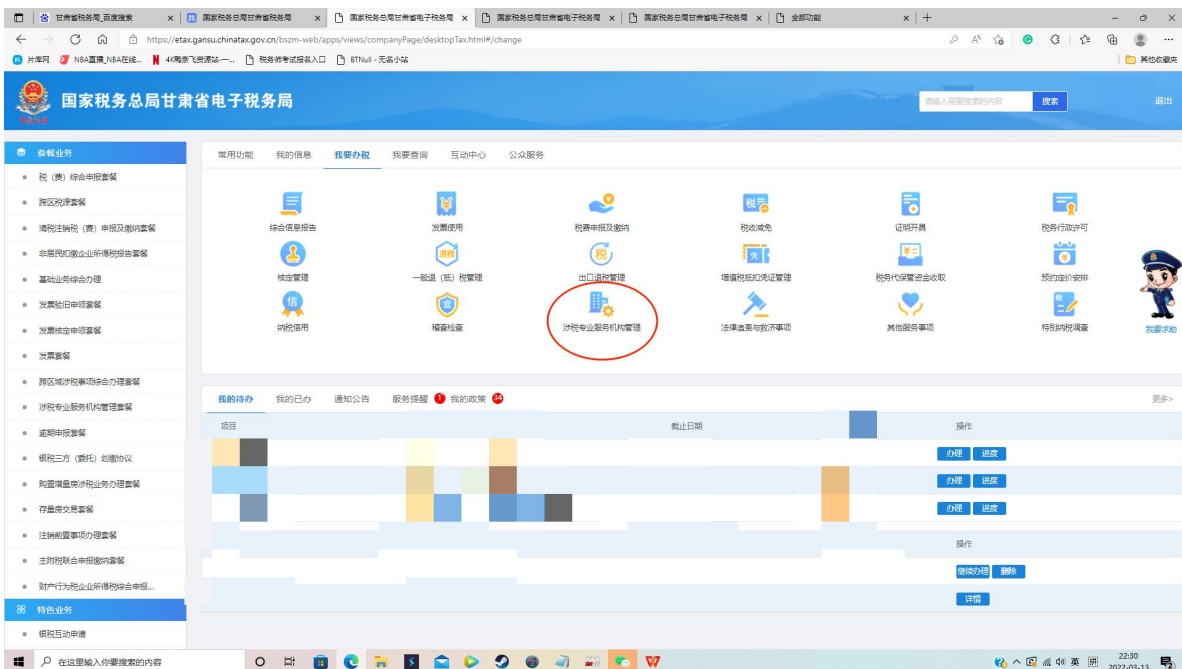 甘肃省税务局_百度搜索
国家税务总局甘肃省税务局
国家税务总局甘肃省电子税务局
国家税务总局甘肃省电子税务局
国家税务总局甘肃省电子税务局
全部功能
https://etax.gansu.chinatax.gov.cn/bszm-web/apps/views/companyPage/desktopTax.html#/change
片库网
NBA直播_NBA在线...
4K鸭奈飞资源站-—...
税务师考试报名入口
BTNull - 无名小站
其他收藏夹
国家税务总局甘肃省电子税务局
请输入需要搜索的内容
搜索
退出
套餐业务
税（费）综合申报套餐
跨区税源套餐
清税注销税（费）申报及缴纳套餐
非居民扣缴企业所得税报告套餐
基础业务综合办理
发票验旧申领套餐
发票核定申领套餐
发票套餐
跨区域涉税事项综合办理套餐
涉税专业服务机构管理套餐
逾期申报套餐
银税三方（委托）划缴协议
购置增量房涉税业务办理套餐
存量房交易套餐
注销前置事项办理套餐
主附税联合申报缴纳套餐
财产行为税企业所得税综合申报...
特色业务
银税互动申请
常用功能 我的信息 我要办税 我要查询 互动中心 公众服务
综合信息报告 发票使用 税费申报及缴纳 税收减免 证明开具 税务行政许可
核定管理 一般退（抵）税管理 出口退税管理 增值税抵扣凭证管理 税务代保管资金收取 预约定价安排
纳税信用 稽查检查 涉税专业服务机构管理 法律追责与救济事项 其他服务事项 特别纳税调查
我要求助
我的待办 我的已办 通知公告 服务提醒 1 我的政策 34 更多>
项目 截止日期 操作
办理 进度
办理 进度
办理 进度
操作
继续办理 删除
详情
在这里输入你要搜索的内容
英
拼
22:30
2022-03-13